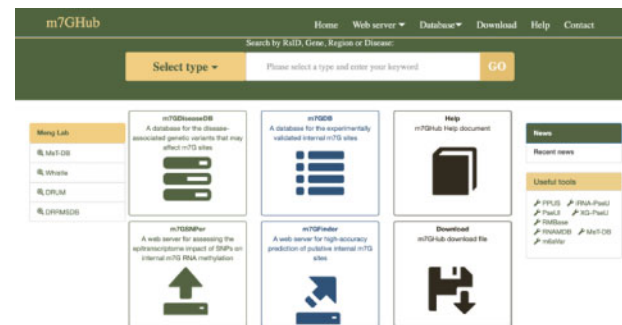 m7GHub
Home Web server Database Download Help Contact
Search by RsID, Gene, Region or Disease:
Select type
Please select a type and enter your keyword
GO
Meng Lab
MeT-DB
Whistle
DRUM
DRPMSDB
m7GDiseaseDB
A database for the disease-
associated genetic variants that may
affect m7G sites
m7GDB
A database for the experimentally
validated internal m7G sites
Help
m7GHub Help document
m7GSNPer
A web server for assessing the
epitranscriptome impact of SNPs on
internal m7G RNA methylation
m7GFinder
A web server for high-accuracy
prediction of putative internal m7G
sites
Download
m7GHub download file
News
Recent news
Useful tools
PPUS iRNA-PseU
PseUI XG-PseU
RMBase
RNAMDB MeT-DB
m6aVar